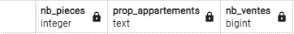 nb_pieces prop_appartements nb_ventes
integer text bigint